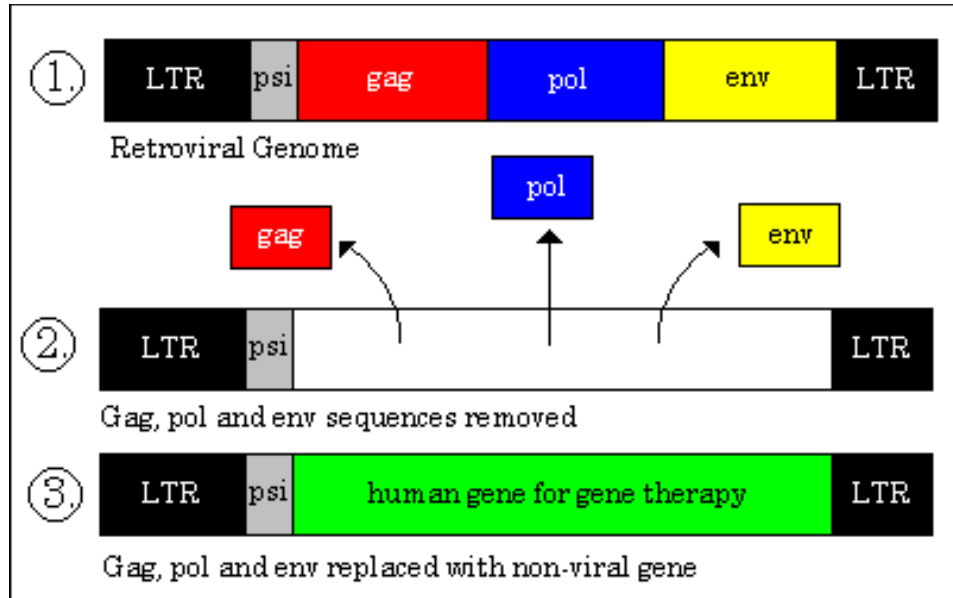 1. LTR psi gag pol env LTR
Retroviral Genome
pol
gag env
2. LTR psi LTR
Gag, pol and env sequences removed
3. LTR psi human gene for gene therapy LTR
Gag, pol and env replaced with non-viral gene